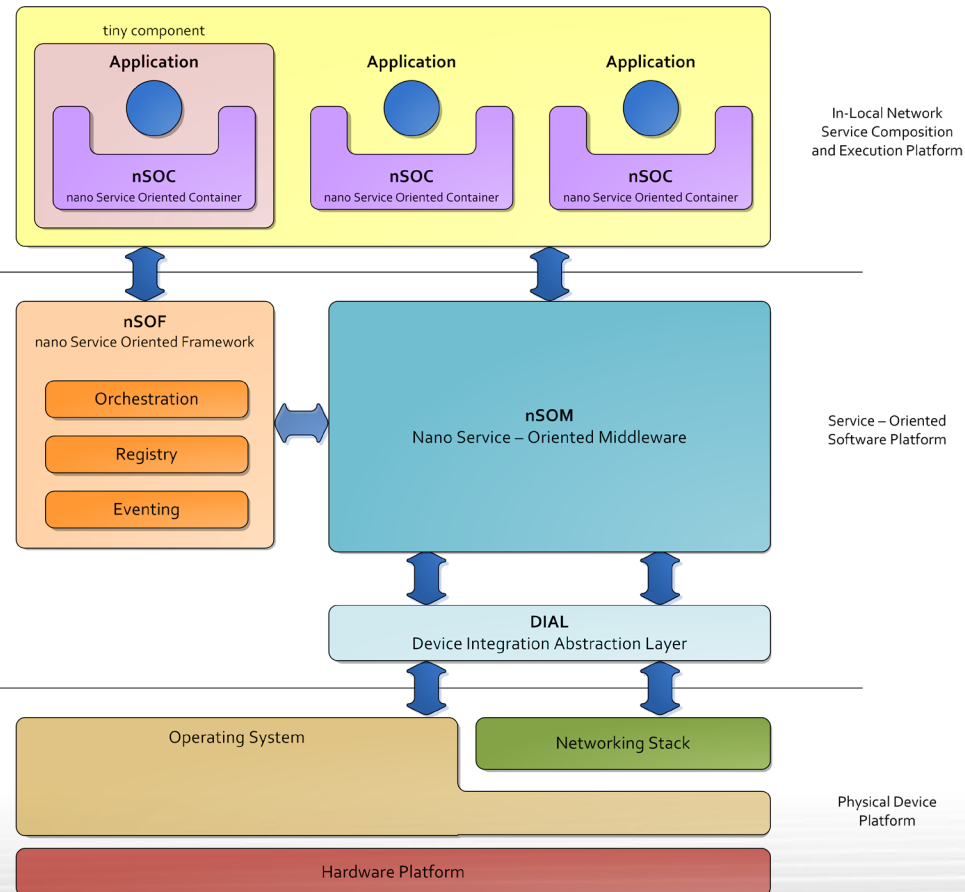 tiny component
Application
Application
Application
nSOC
nano Service Oriented Container
nSOC
nano Service Oriented Container
nSOC
nano Service Oriented Container
In-Local Network
Service Composition
and Execution Platform
nSOF
nano Service Oriented Framework
Orchestration
Registry
Eventing
nSOM
Nano Service – Oriented Middleware
Service – Oriented
Software Platform
DIAL
Device Integration Abstraction Layer
Operating System
Networking Stack
Physical Device
Platform
Hardware Platform